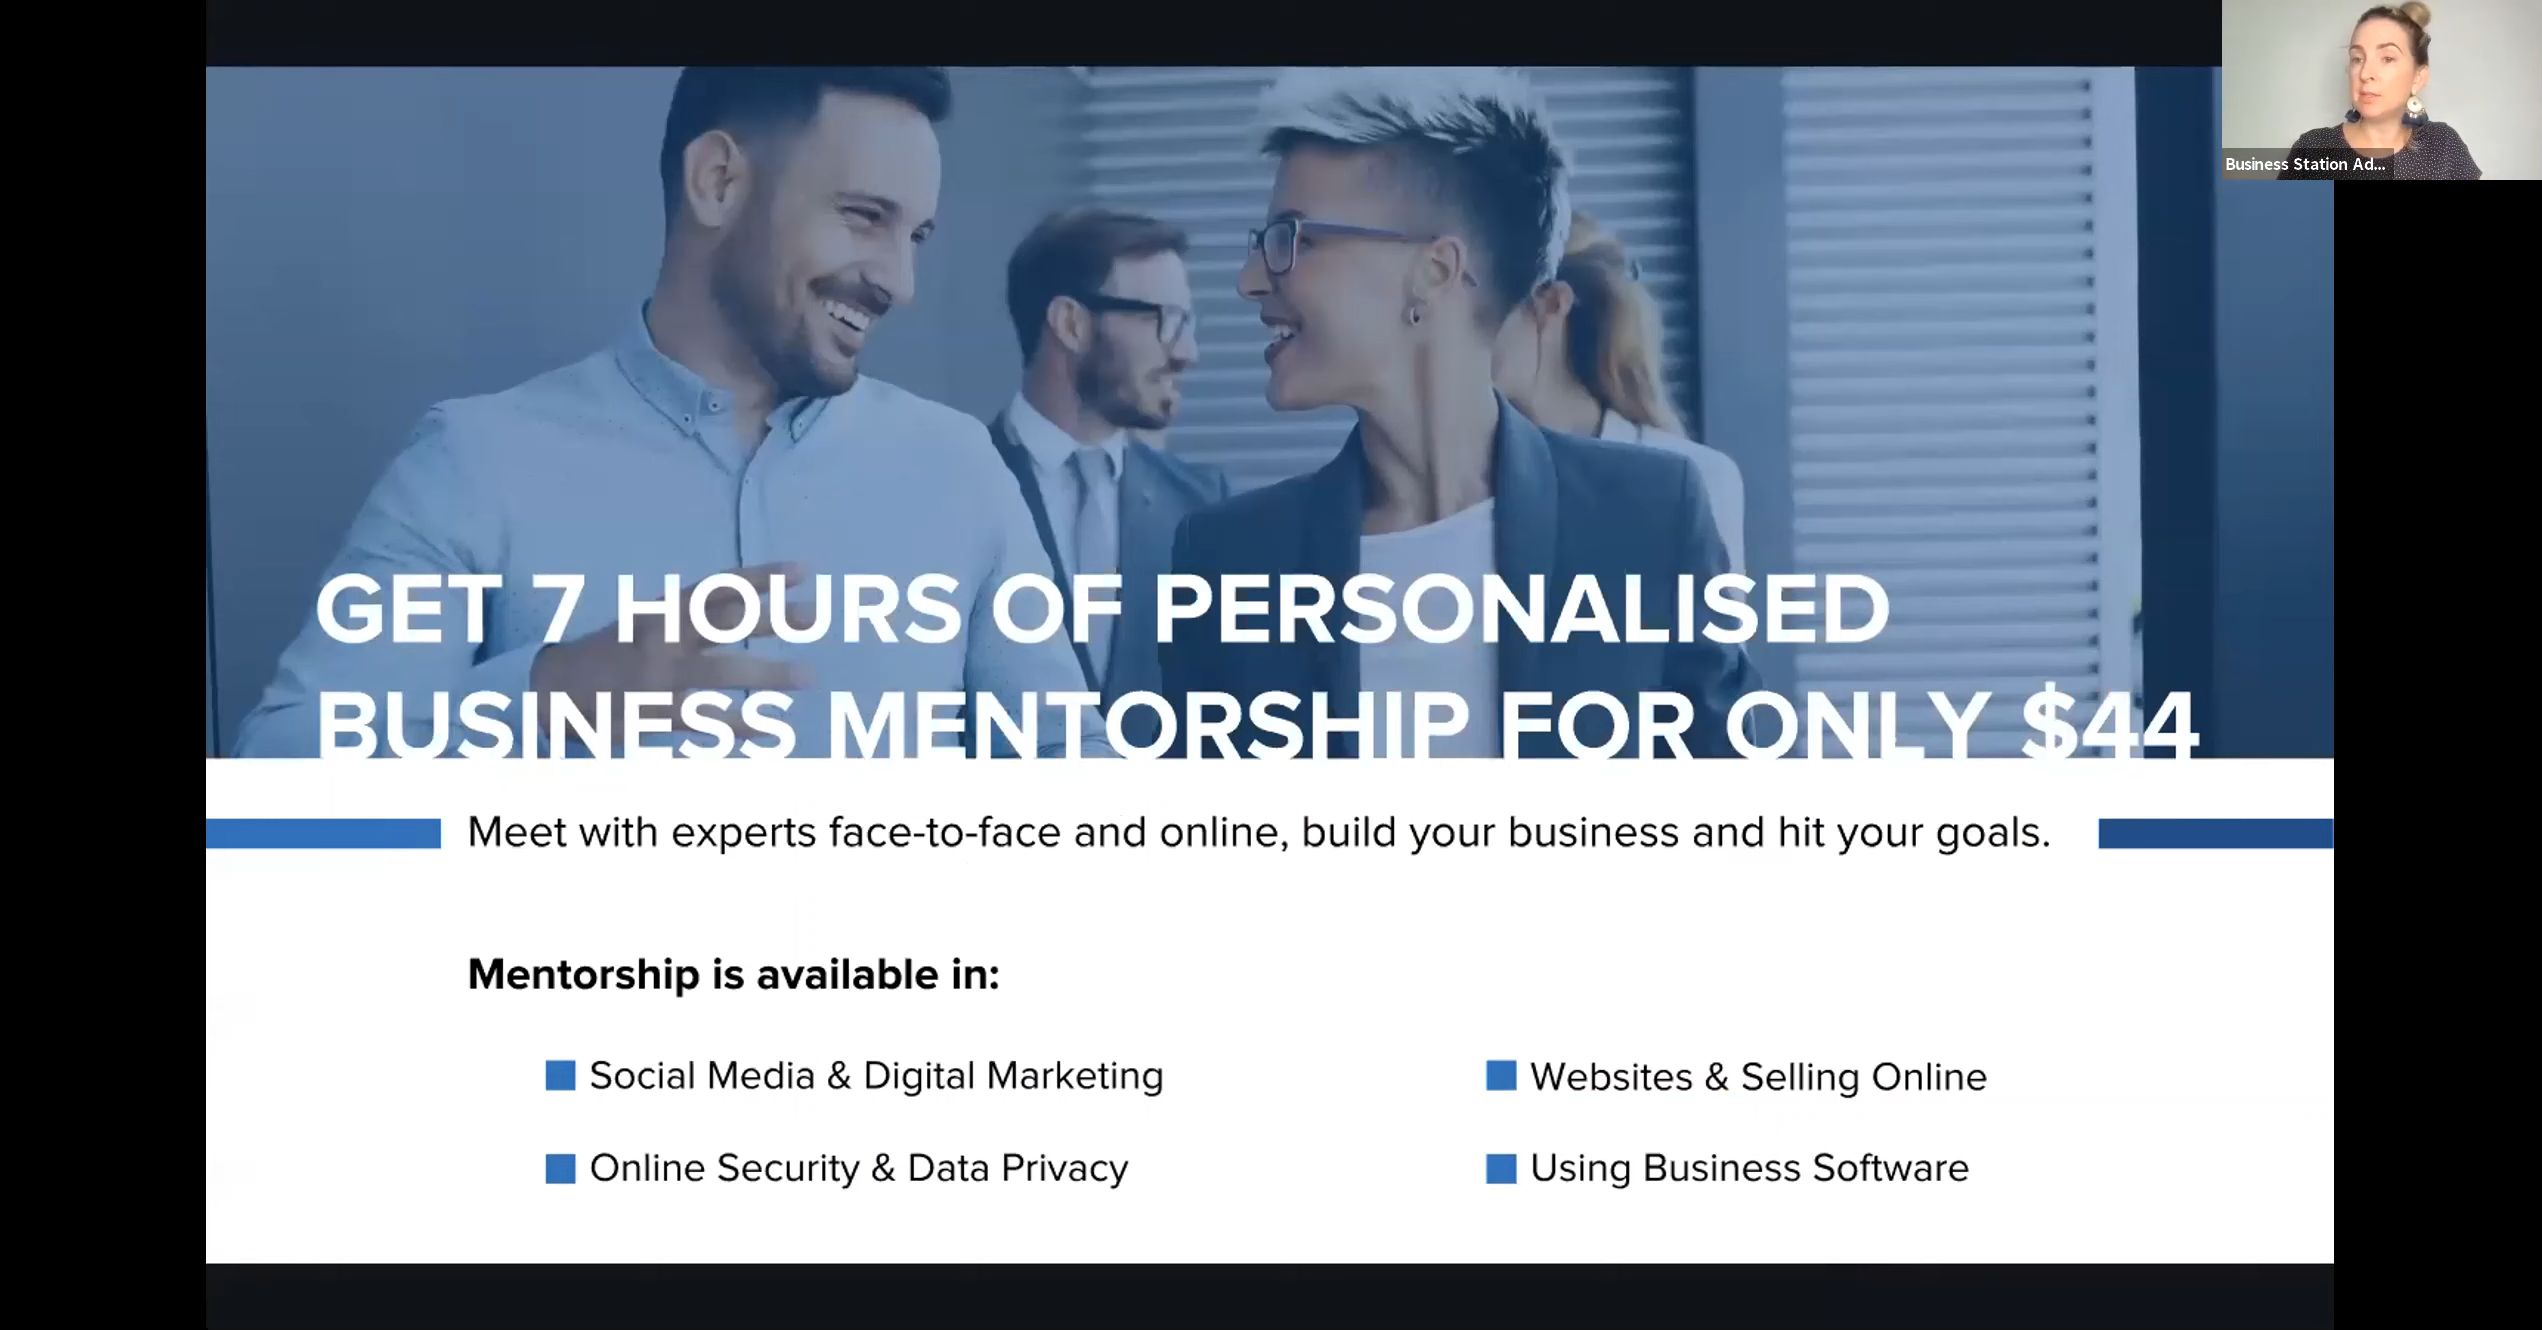 Business Station Ad...
GET 7 HOURS OF PERSONALISED
BUSINESS MENTORSHIP FOR ONLY $44
Meet with experts face-to-face and online, build your business and hit your goals.
Mentorship is available in:
Social Media & Digital Marketing
Websites & Selling Online
Online Security & Data Privacy
Using Business Software